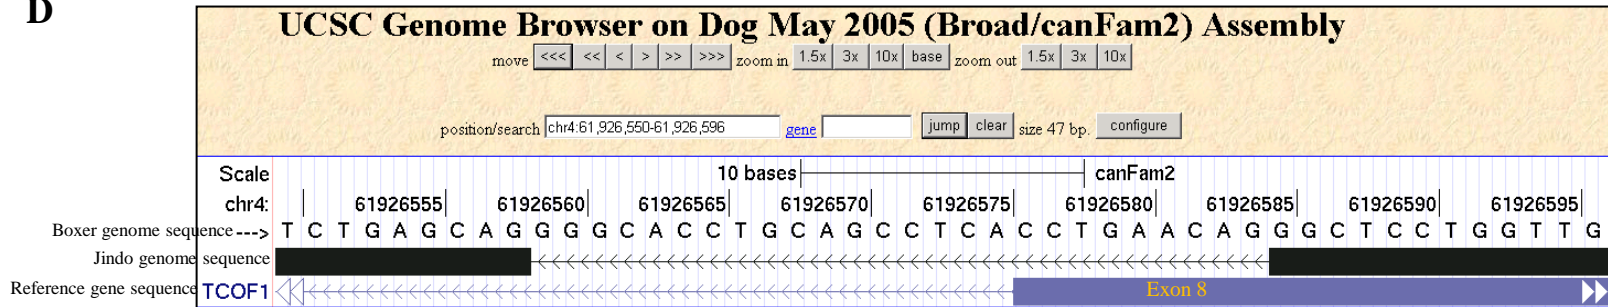 D
UCSC Genome Browser on Dog May 2005 (Broad/canFam2) Assembly
move <<< << < > >> >>> zoom in 1.5x 3x 10x base zoom out 1.5x 3x 10x
position/search chr4:61,926,550-61,926,596 gene jump clear size 47 bp. configure
Scale 10 bases canFam2
chr4: 61926555 61926560 61926565 61926570 61926575 61926580 61926585 61926590 61926595
Boxer genome sequence ---> T C T G A G C A G G G G C A C C T G C A G C C T C A C C T G A A C A G G G C T C C T G G T T G
Jindo genome sequence
Reference gene sequence TCOF1 Exon 8